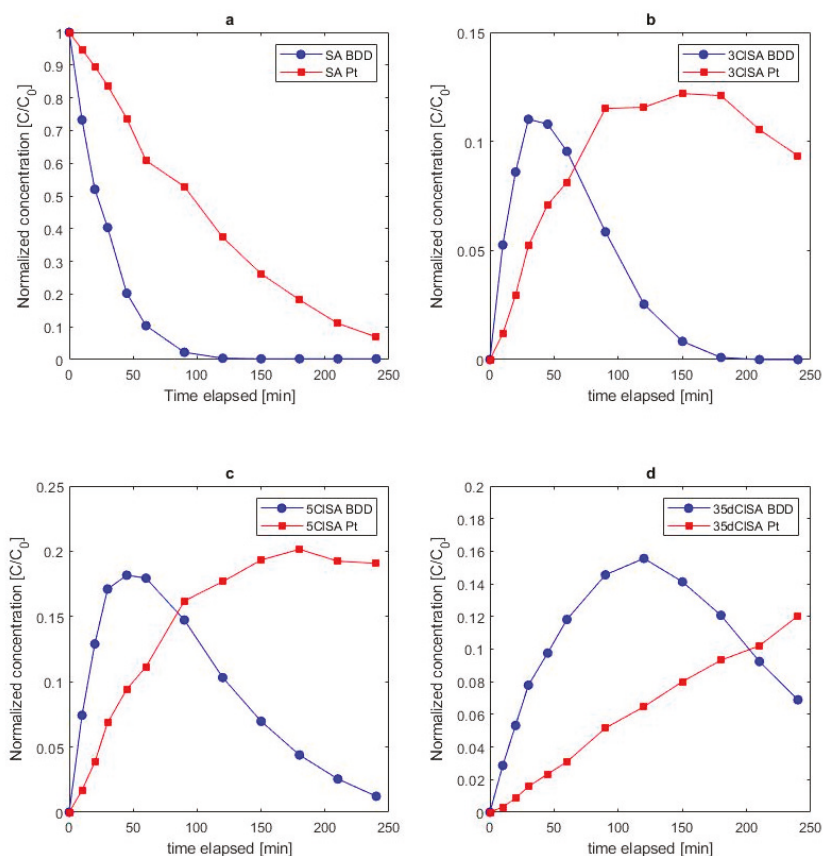 a
SA BDD
SA Pt
Normalized concentration [C/C0]
1
0.9
0.8
0.7
0.6
0.5
0.4
0.3
0.2
0.1
0
0 50 100 150 200 250
Time elapsed [min]
b
3ClSA BDD
3ClSA Pt
Normalized concentration [C/C0]
0.15
0.1
0.05
0
0 50 100 150 200 250
time elapsed [min]
c
5ClSA BDD
5ClSA Pt
Normalized concentration [C/C0]
0.25
0.2
0.15
0.1
0.05
0
0 50 100 150 200 250
time elapsed [min]
d
35dClSA BDD
35dClSA Pt
Normalized concentration [C/C0]
0.2
0.18
0.16
0.14
0.12
0.1
0.08
0.06
0.04
0.02
0
0 50 100 150 200 250
time elapsed [min]